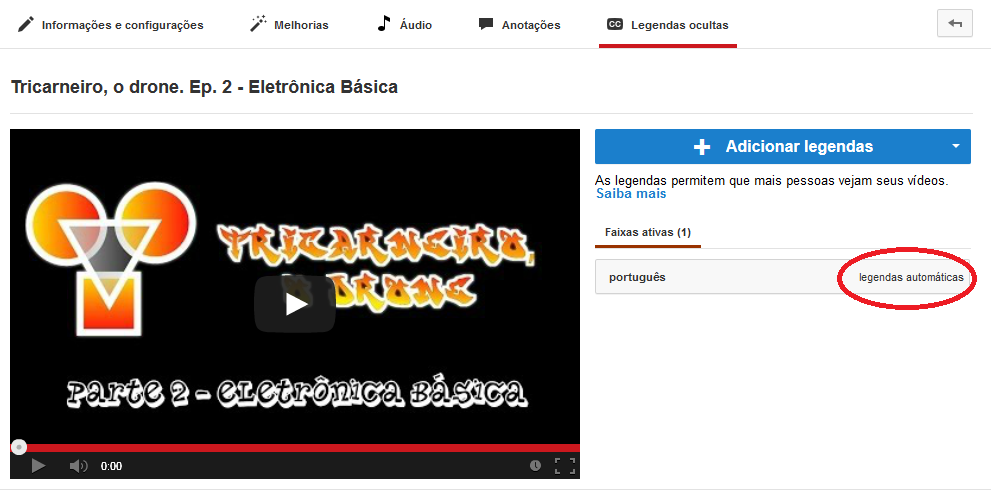 Informações e configurações
Melhorias
Áudio
Anotações
CC Legendas ocultas
Tricarneiro, o drone. Ep. 2 - Eletrônica Básica
TRICARNEIRO,
O DRONE
Parte 2 - Eletrônica Básica
0:00
Adicionar legendas
As legendas permitem que mais pessoas vejam seus vídeos.
Saiba mais
Faixas ativas (1)
português legendas automáticas